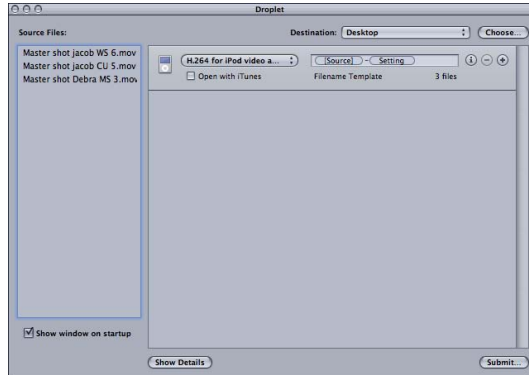 Droplet
Source Files:
Destination: Desktop Choose...
Master shot jacob WS 6.mov
Master shot jacob CU 5.mov
Master shot Debra MS 3.mov
H.264 for iPod video a... [Source] - Setting
Open with iTunes Filename Template 3 files
Show window on startup
Show Details Submit...